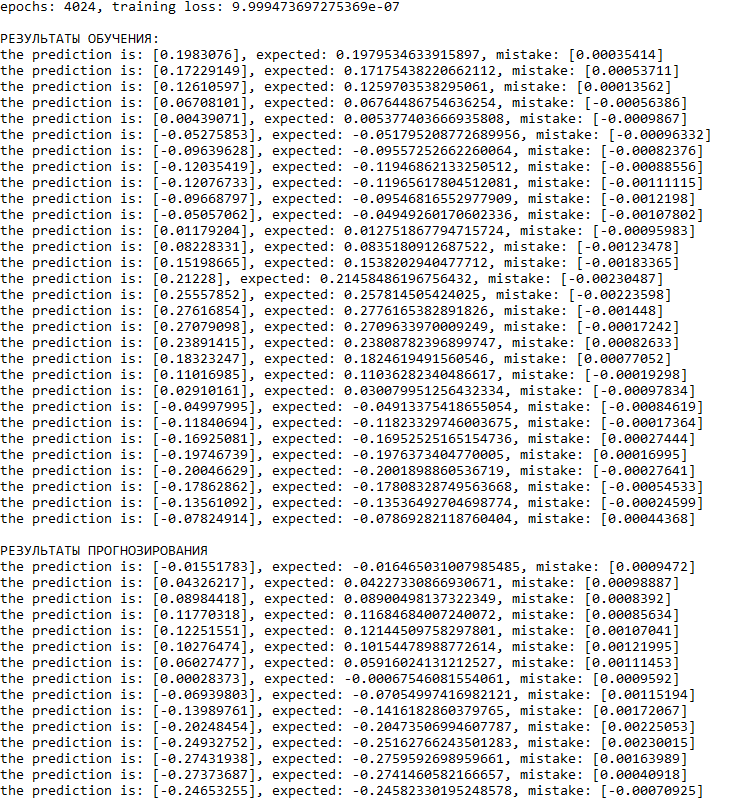 epochs: 4024, training loss: 9.999473697275369e-07
РЕЗУЛЬТАТЫ ОБУЧЕНИЯ:
the prediction is: [0.1983076], expected: 0.1979534633915897, mistake: [0.00035414]
the prediction is: [0.17229149], expected: 0.17175438220662112, mistake: [0.00053711]
the prediction is: [0.12610597], expected: 0.1259703538295061, mistake: [0.00013562]
the prediction is: [0.06708101], expected: 0.06764486754636254, mistake: [-0.00056386]
the prediction is: [0.00439071], expected: 0.005377403666935808, mistake: [-0.0009867]
the prediction is: [-0.05275853], expected: -0.051795208772689956, mistake: [-0.00096332]
the prediction is: [-0.09639628], expected: -0.09557252662260064, mistake: [-0.00082376]
the prediction is: [-0.12035419], expected: -0.11946862133250512, mistake: [-0.00088556]
the prediction is: [-0.12076733], expected: -0.11965617804512081, mistake: [-0.00111115]
the prediction is: [-0.09668797], expected: -0.09546816552977909, mistake: [-0.0012198]
the prediction is: [-0.05057062], expected: -0.04949260170602336, mistake: [-0.00107802]
the prediction is: [0.01179204], expected: 0.012751867794715724, mistake: [-0.00095983]
the prediction is: [0.08228331], expected: 0.0835180912687522, mistake: [-0.00123478]
the prediction is: [0.15198665], expected: 0.1538202940477712, mistake: [-0.00183365]
the prediction is: [0.21228], expected: 0.21458486196756432, mistake: [-0.00230487]
the prediction is: [0.25557852], expected: 0.257814505424025, mistake: [-0.00223598]
the prediction is: [0.27616854], expected: 0.2776165382891826, mistake: [-0.001448]
the prediction is: [0.27079098], expected: 0.2709633970009249, mistake: [-0.00017242]
the prediction is: [0.23891415], expected: 0.23808782396899747, mistake: [0.00082633]
the prediction is: [0.18323247], expected: 0.1824619491560546, mistake: [0.00077052]
the prediction is: [0.11016985], expected: 0.11036282340486617, mistake: [-0.00019298]
the prediction is: [0.02910161], expected: 0.030079951256432334, mistake: [-0.00097834]
the prediction is: [-0.04997995], expected: -0.04913375418655054, mistake: [-0.00084619]
the prediction is: [-0.11840694], expected: -0.11823329746003675, mistake: [-0.00017364]
the prediction is: [-0.16925081], expected: -0.16952525165154736, mistake: [0.00027444]
the prediction is: [-0.19746739], expected: -0.1976373404770005, mistake: [0.00016995]
the prediction is: [-0.20046629], expected: -0.2001898860536719, mistake: [-0.00027641]
the prediction is: [-0.17862862], expected: -0.17808328749563668, mistake: [-0.00054533]
the prediction is: [-0.13561092], expected: -0.13536492704698774, mistake: [-0.00024599]
the prediction is: [-0.07824914], expected: -0.07869282118760404, mistake: [0.00044368]
РЕЗУЛЬТАТЫ ПРОГНОЗИРОВАНИЯ
the prediction is: [-0.01551783], expected: -0.016465031007985485, mistake: [0.0009472]
the prediction is: [0.04326217], expected: 0.04227330866930671, mistake: [0.00098887]
the prediction is: [0.08984418], expected: 0.08900498137322349, mistake: [0.0008392]
the prediction is: [0.11770318], expected: 0.11684684007240072, mistake: [0.00085634]
the prediction is: [0.12251551], expected: 0.12144509758297801, mistake: [0.00107041]
the prediction is: [0.10276474], expected: 0.10154478988772614, mistake: [0.00121995]
the prediction is: [0.06027477], expected: 0.05916024131212527, mistake: [0.00111453]
the prediction is: [0.00028373], expected: -0.00067546081554061, mistake: [0.0009592]
the prediction is: [-0.06939803], expected: -0.07054997416982121, mistake: [0.00115194]
the prediction is: [-0.13989761], expected: -0.1416182860379765, mistake: [0.00172067]
the prediction is: [-0.20248454], expected: -0.20473506994607787, mistake: [0.00225053]
the prediction is: [-0.24932752], expected: -0.25162766243501283, mistake: [0.00230015]
the prediction is: [-0.27431938], expected: -0.2759592698959661, mistake: [0.00163989]
the prediction is: [-0.27373687], expected: -0.2741460582166657, mistake: [0.00040918]
the prediction is: [-0.24653255], expected: -0.24582330195248578, mistake: [-0.00070925]